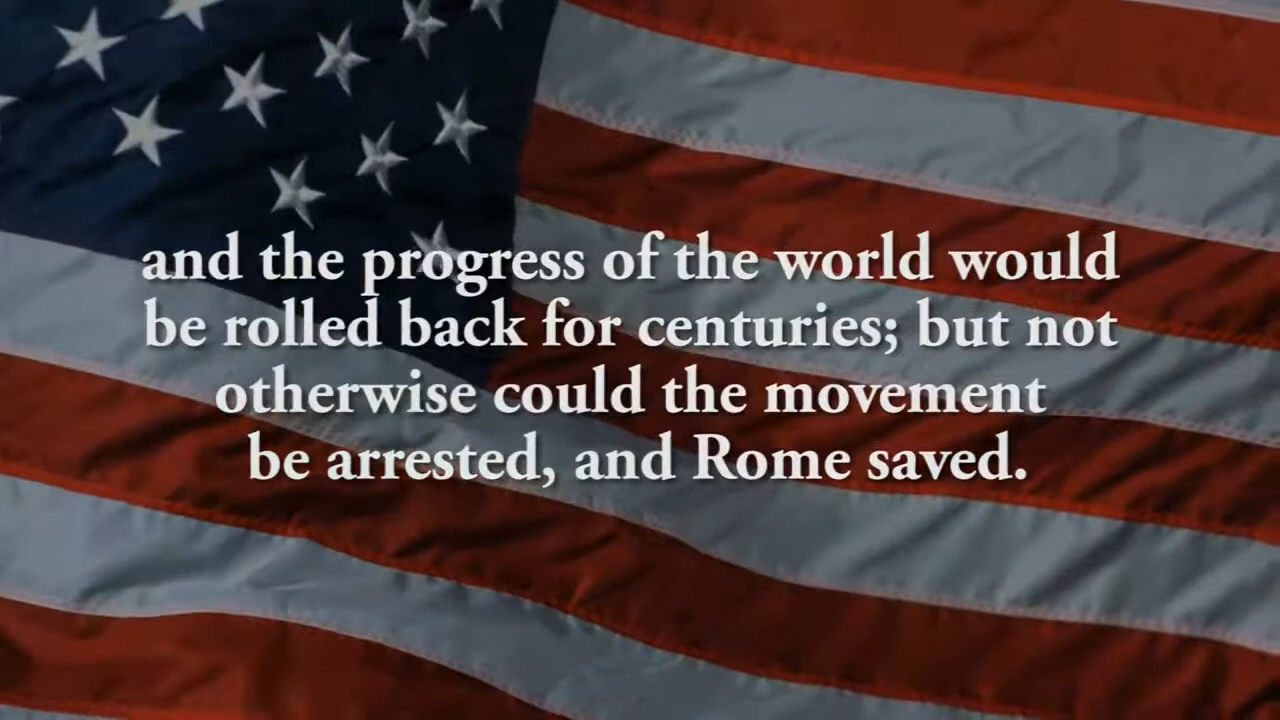 and the progress of the world would
be rolled back for centuries; but not
otherwise could the movement
be arrested, and Rome saved.